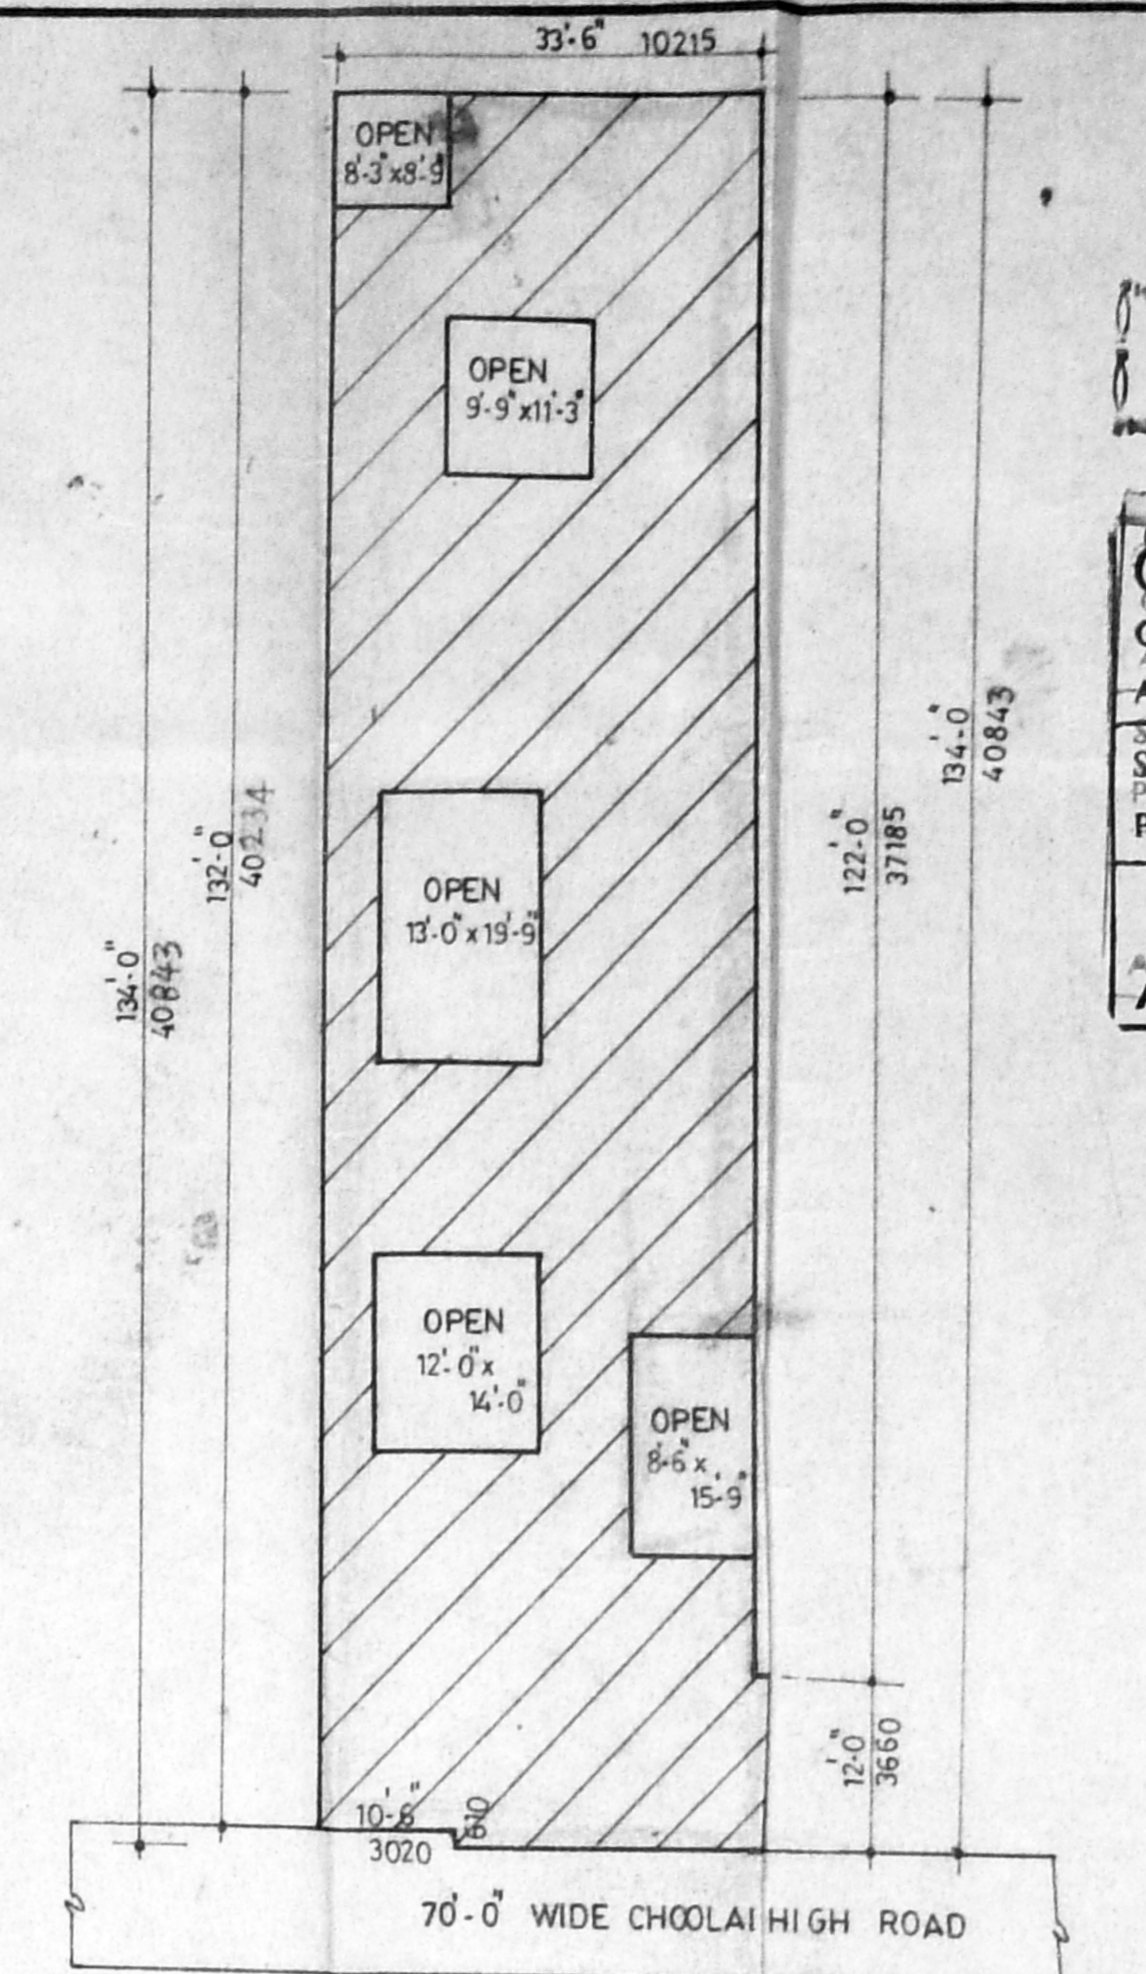 33'-6" 10215
OPEN
8'-3"x8'-9"
OPEN
9'-9"x11'-3"
134'-0"
40843
132'-0"
40234
OPEN
13'-0"x19'-9"
122'-0"
37185
134'-0"
40843
OPEN
12'-0"x
14'-0"
OPEN
8'-6"x
15'-9"
12'-0"
3660
10'-6"
3020
610
70'-0" WIDE CHOOLAI HIGH ROAD